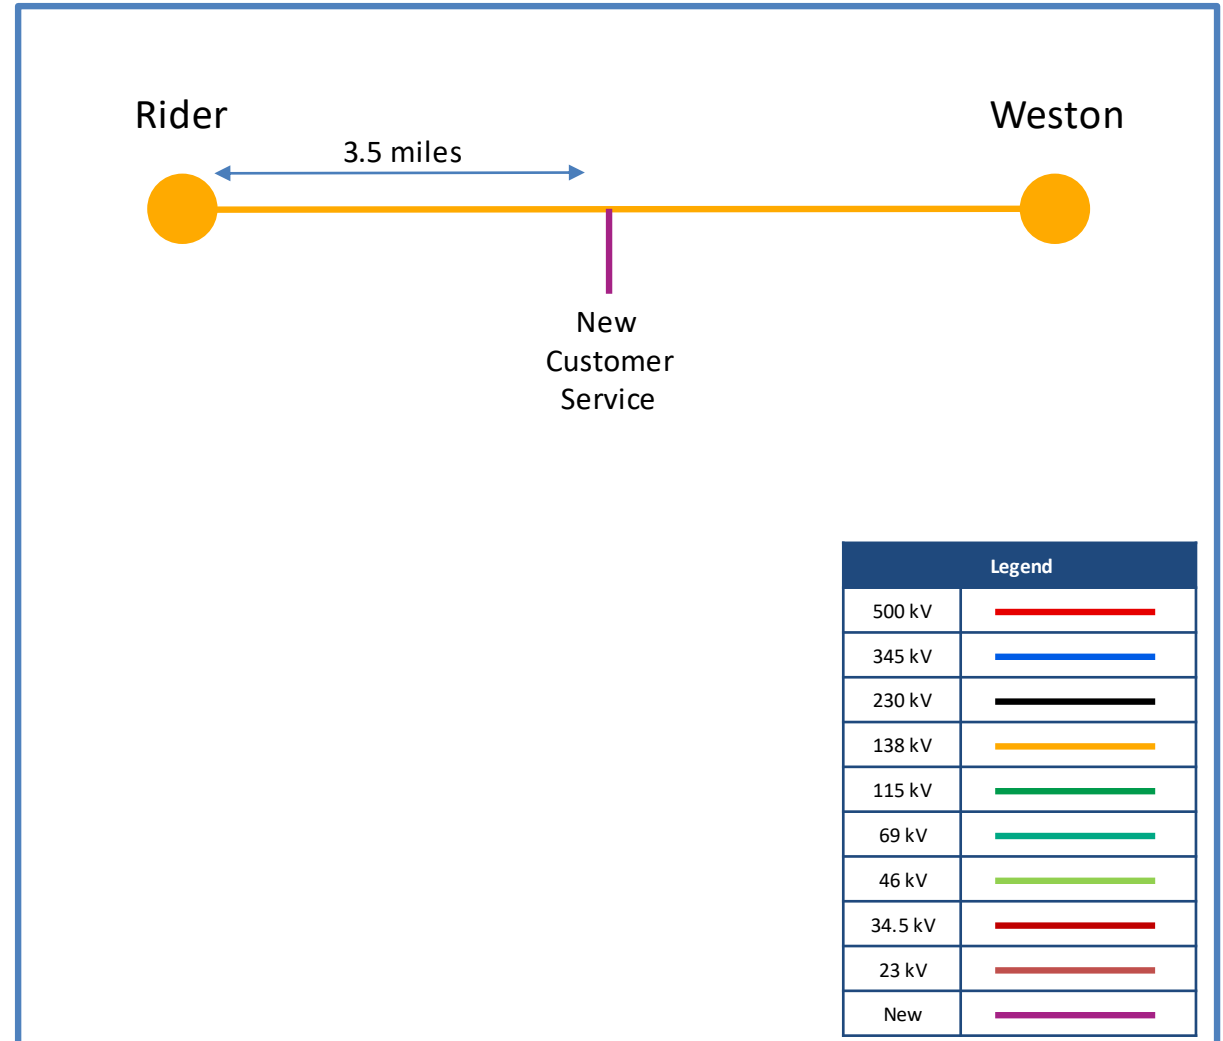 Rider
Weston
3.5 miles
New
Customer
Service
Legend
500 kV
345 kV
230 kV
138 kV
115 kV
69 kV
46 kV
34.5 kV
23 kV
New